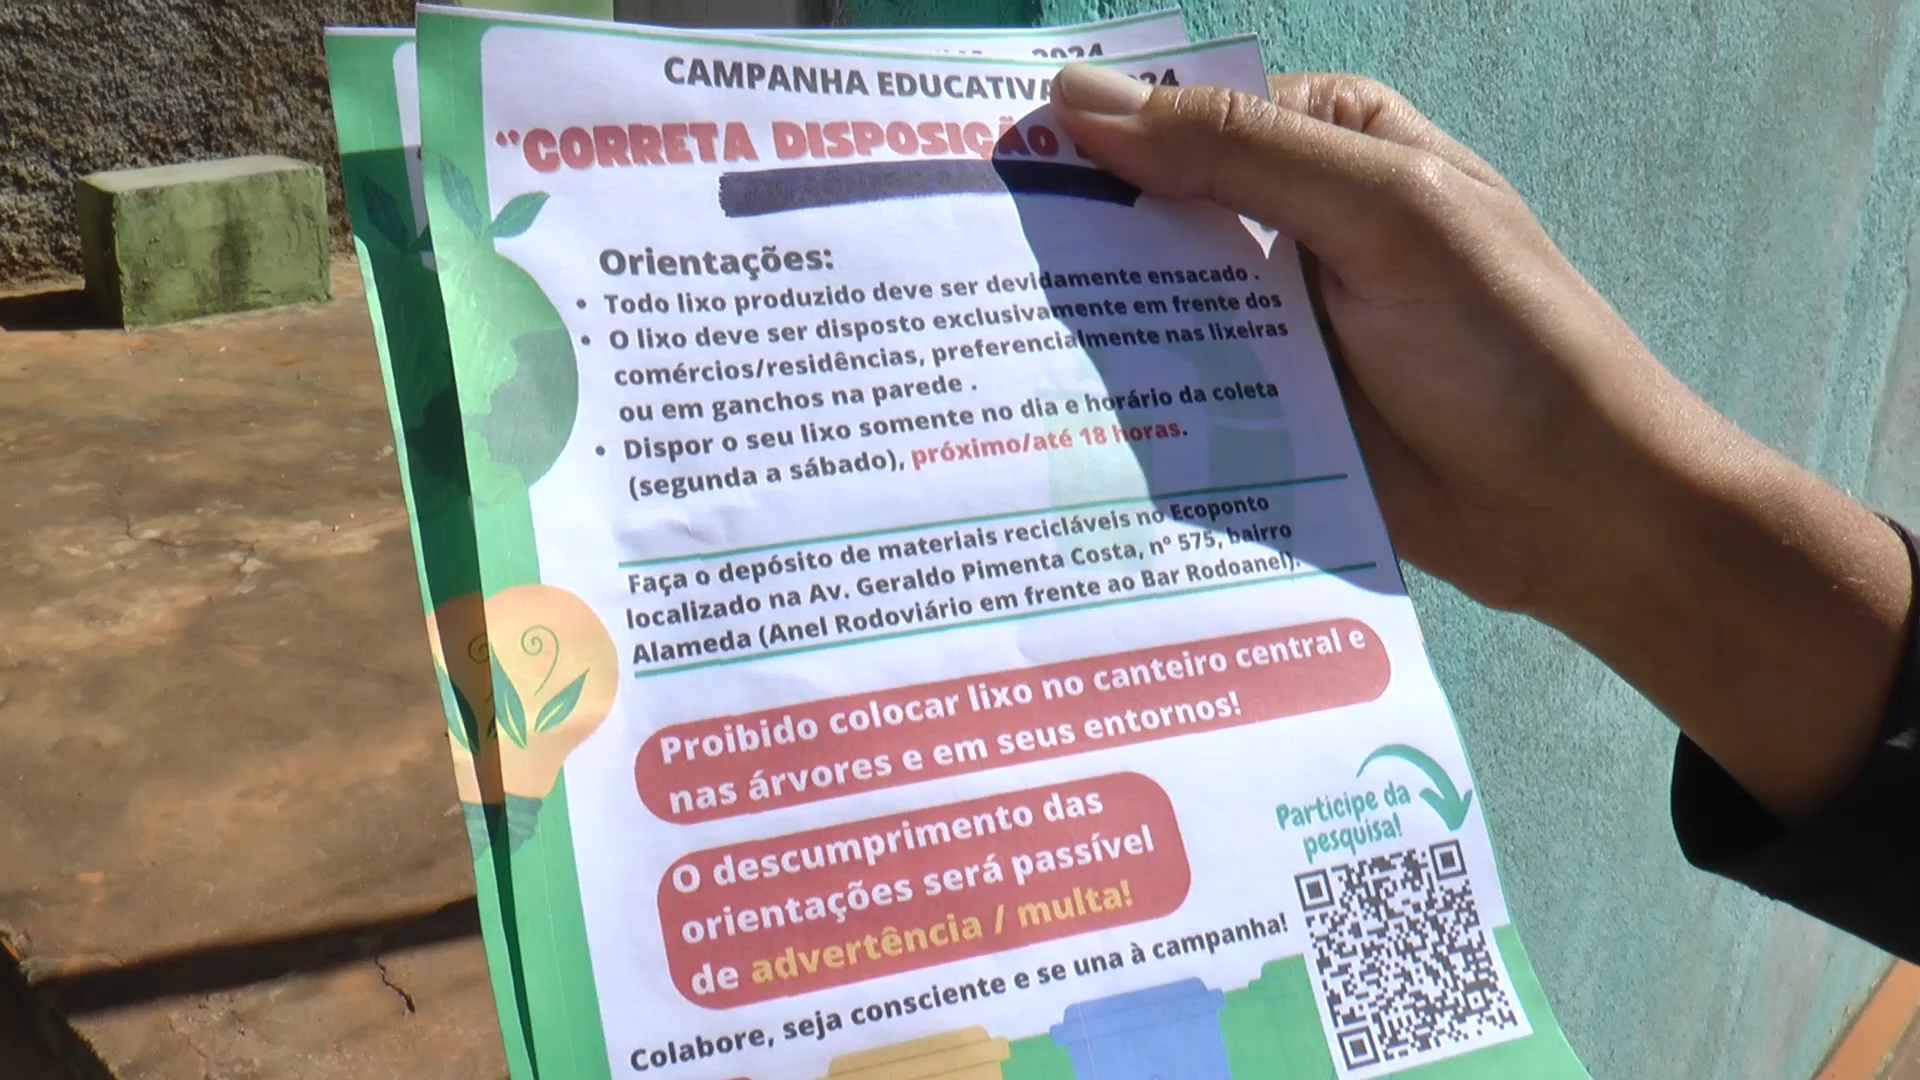 2024
CAMPANHA EDUCATIVA 24
"CORRETA DISPOSIÇÃO
Orientações:
• Todo lixo produzido deve ser devidamente ensacado .
• O lixo deve ser disposto exclusivamente em frente dos
comércios/residências, preferencialmente nas lixeiras
ou em ganchos na parede .
• Dispor o seu lixo somente no dia e horário da coleta
(segunda a sábado), próximo/até 18 horas.
Faça o depósito de materiais recicláveis no Ecoponto
localizado na Av. Geraldo Pimenta Costa, nº 575, bairro
Alameda (Anel Rodoviário em frente ao Bar Rodoanel).
Proibido colocar lixo no canteiro central e
nas árvores e em seus entornos!
O descumprimento das
orientações será passível
de advertência / multa!
Participe da
pesquisa!
Colabore, seja consciente e se una à campanha!